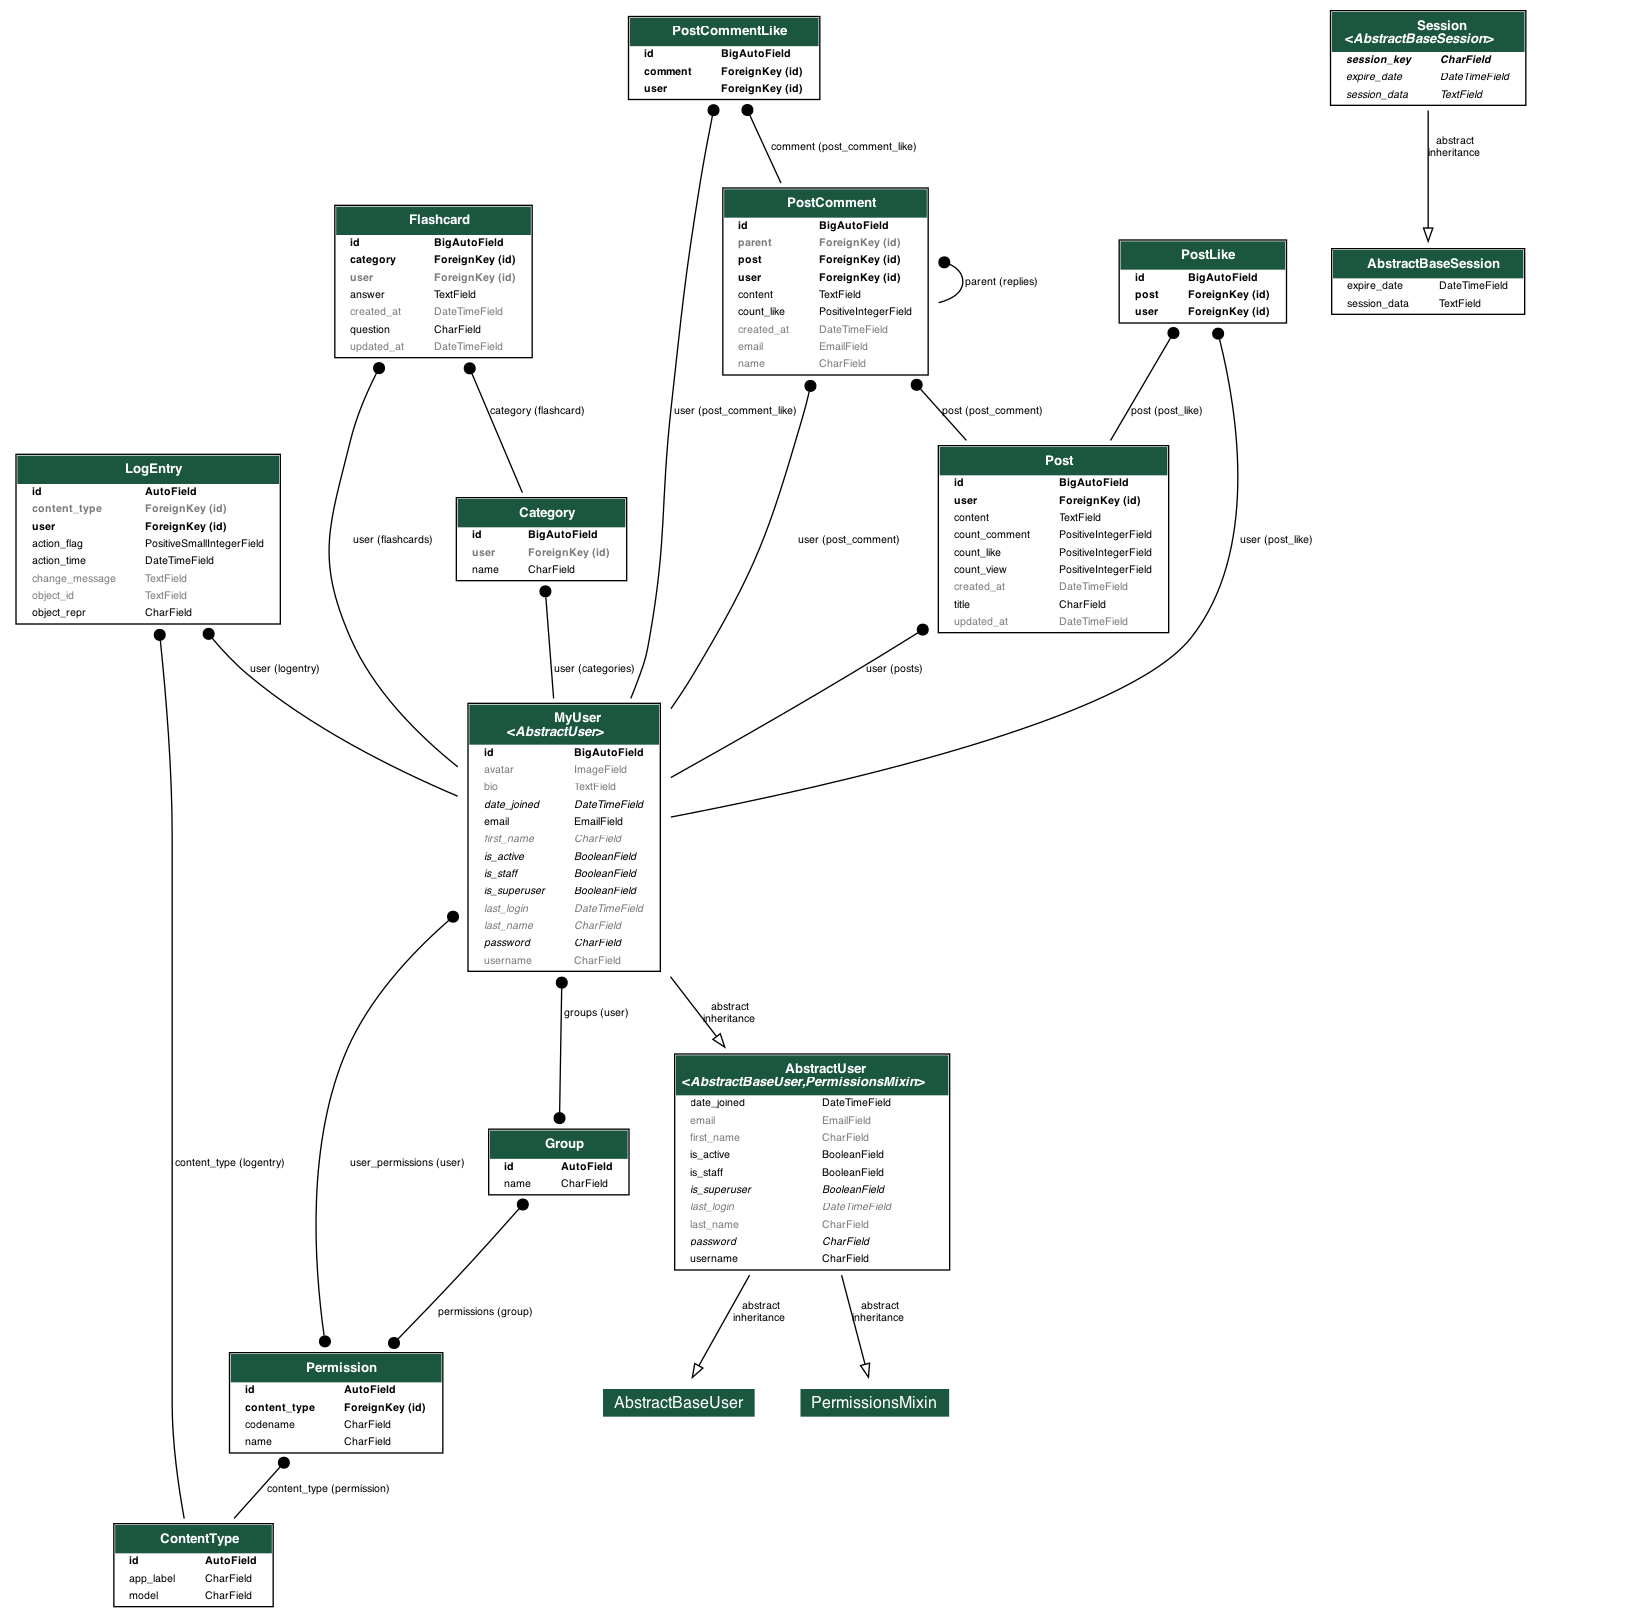 PostCommentLike
id BigAutoField
comment ForeignKey (id)
user ForeignKey (id)
Session
<AbstractBaseSession>
session_key CharField
expire_date DateTimeField
session_data TextField
comment (post_comment_like)
abstract
inheritance
PostComment
id BigAutoField
parent ForeignKey (id)
post ForeignKey (id)
user ForeignKey (id)
content TextField
count_like PositiveIntegerField
created_at DateTimeField
email EmailField
name CharField
parent (replies)
Flashcard
id BigAutoField
category ForeignKey (id)
user ForeignKey (id)
answer TextField
created_at DateTimeField
question CharField
updated_at DateTimeField
PostLike
id BigAutoField
post ForeignKey (id)
user ForeignKey (id)
AbstractBaseSession
expire_date DateTimeField
session_data TextField
category (flashcard)
user (post_comment_like)
post (post_comment)
post (post_like)
LogEntry
id AutoField
content_type ForeignKey (id)
user ForeignKey (id)
action_flag PositiveSmallIntegerField
action_time DateTimeField
change_message TextField
object_id TextField
object_repr CharField
user (flashcards)
Category
id BigAutoField
user ForeignKey (id)
name CharField
user (post_comment)
Post
id BigAutoField
user ForeignKey (id)
content TextField
count_comment PositiveIntegerField
count_like PositiveIntegerField
count_view PositiveIntegerField
created_at DateTimeField
title CharField
updated_at DateTimeField
user (post_like)
user (logentry)
user (categories)
user (posts)
MyUser
<AbstractUser>
id BigAutoField
avatar ImageField
bio TextField
date_joined DateTimeField
email EmailField
first_name CharField
is_active BooleanField
is_staff BooleanField
is_superuser BooleanField
last_login DateTimeField
last_name CharField
password CharField
username CharField
groups (user)
abstract
inheritance
AbstractUser
<AbstractBaseUser,PermissionsMixin>
date_joined DateTimeField
email EmailField
first_name CharField
is_active BooleanField
is_staff BooleanField
is_superuser BooleanField
last_login DateTimeField
last_name CharField
password CharField
username CharField
content_type (logentry)
user_permissions (user)
Group
id AutoField
name CharField
permissions (group)
abstract
inheritance
abstract
inheritance
Permission
id AutoField
content_type ForeignKey (id)
codename CharField
name CharField
AbstractBaseUser
PermissionsMixin
content_type (permission)
ContentType
id AutoField
app_label CharField
model CharField